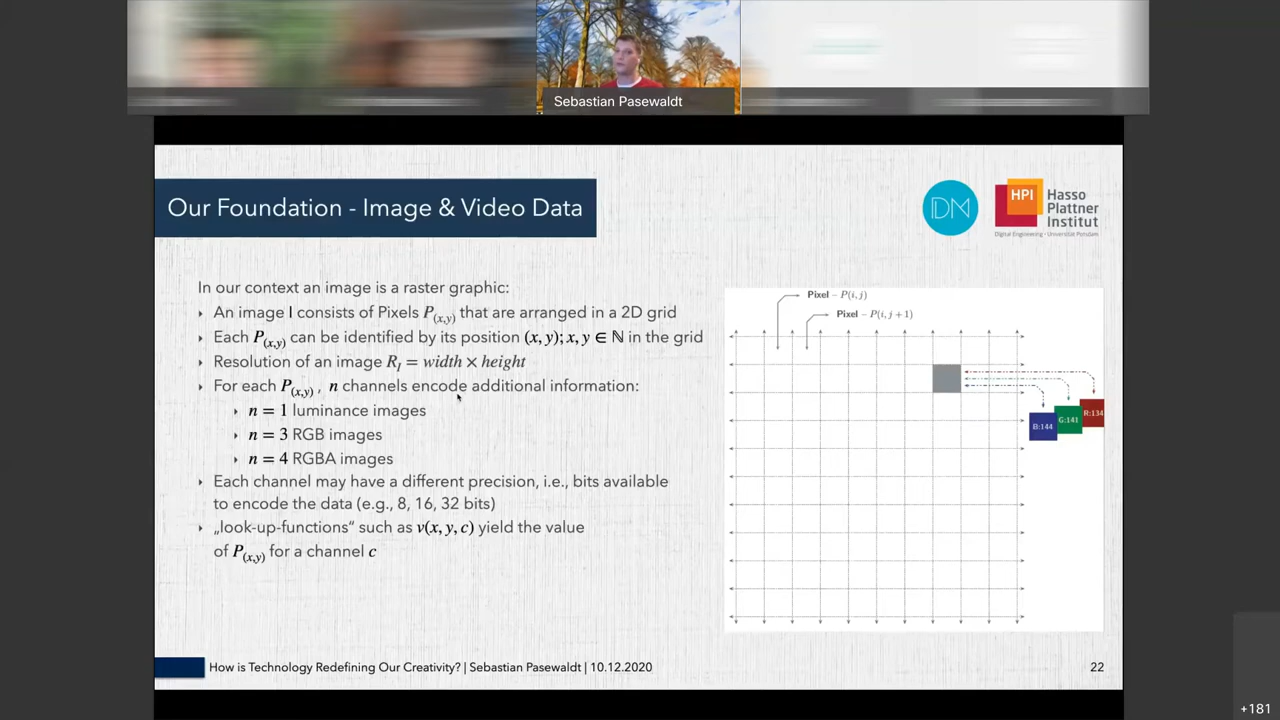 Sebastian Pasewaldt
Our Foundation - Image & Video Data
IDM
HPI
Hasso
Plattner
Institut
Digital Engineering • Universität Potsdam
In our context an image is a raster graphic:
An image I consists of Pixels P(x,y) that are arranged in a 2D grid
Each P(x,y) can be identified by its position (x, y); x, y ∈ ℕ in the grid
Resolution of an image R_I = width × height
For each P(x,y), n channels encode additional information:
n = 1 luminance images
n = 3 RGB images
n = 4 RGBA images
Each channel may have a different precision, i.e., bits available
to encode the data (e.g., 8, 16, 32 bits)
„look-up-functions“ such as v(x, y, c) yield the value
of P(x,y) for a channel c
Pixel – P(i, j)
Pixel – P(i, j + 1)
B:144
G:141
R:134
How is Technology Redefining Our Creativity? | Sebastian Pasewaldt | 10.12.2020
22
+181